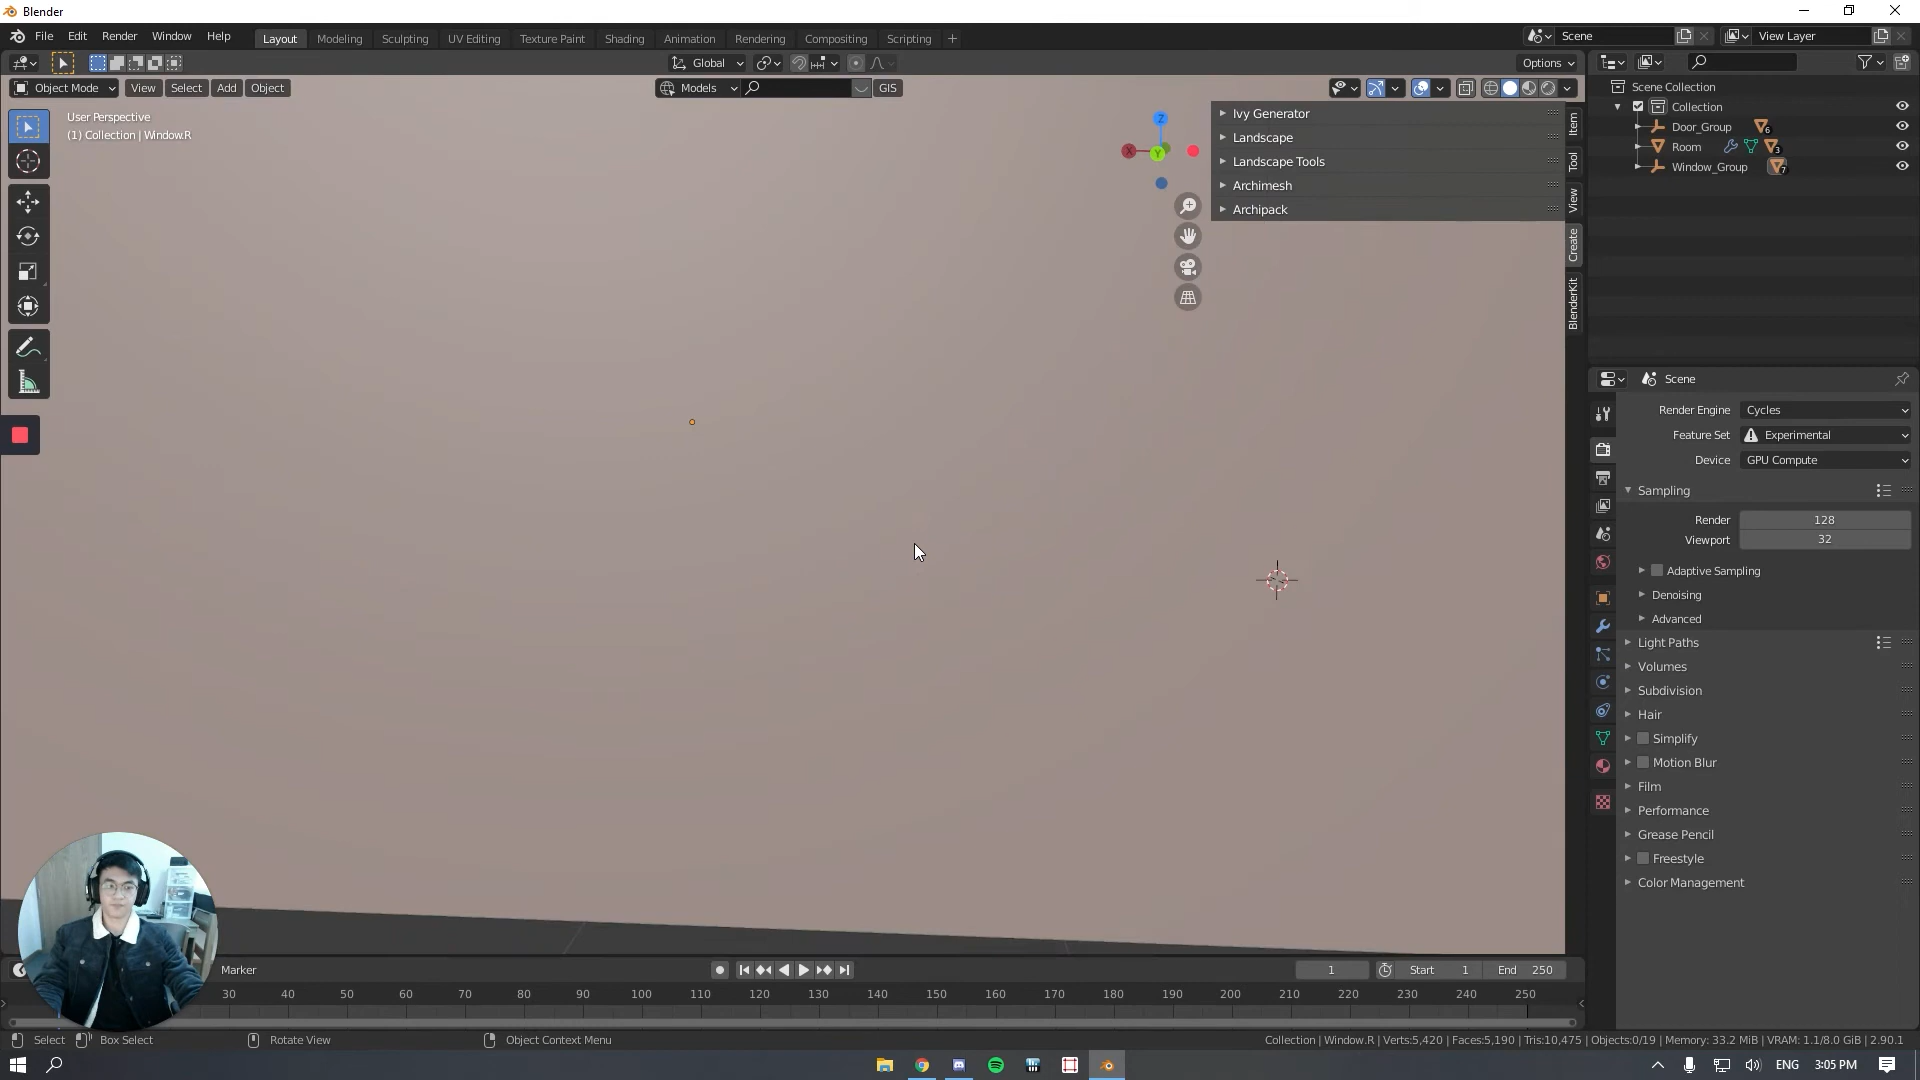 Blender
File Edit Render Window Help Layout Modeling Sculpting UV Editing Texture Paint Shading Animation Rendering Compositing Scripting + Scene View Layer
Global Options
Object Mode View Select Add Object Models GIS
User Perspective
(1) Collection | Window.R
Z
X
Y
Ivy Generator
Landscape
Landscape Tools
Archimesh
Archipack
Item
Tool
View
Create
BlenderKit
Scene Collection
Collection
Door_Group 6
Room 3
Window_Group 7
Scene
Render Engine Cycles
Feature Set Experimental
Device GPU Compute
Sampling
Render 128
Viewport 32
Adaptive Sampling
Denoising
Advanced
Light Paths
Volumes
Subdivision
Hair
Simplify
Motion Blur
Film
Performance
Grease Pencil
Freestyle
Color Management
Marker 1 Start 1 End 250
30 40 50 60 70 80 90 100 110 120 130 140 150 160 170 180 190 200 210 220 230 240 250
Select Box Select Rotate View Object Context Menu Collection | Window.R | Verts:5,420 | Faces:5,190 | Tris:10,475 | Objects:0/19 | Memory: 33.2 MiB | VRAM: 1.1/8.0 GiB | 2.90.1
ENG 3:05 PM